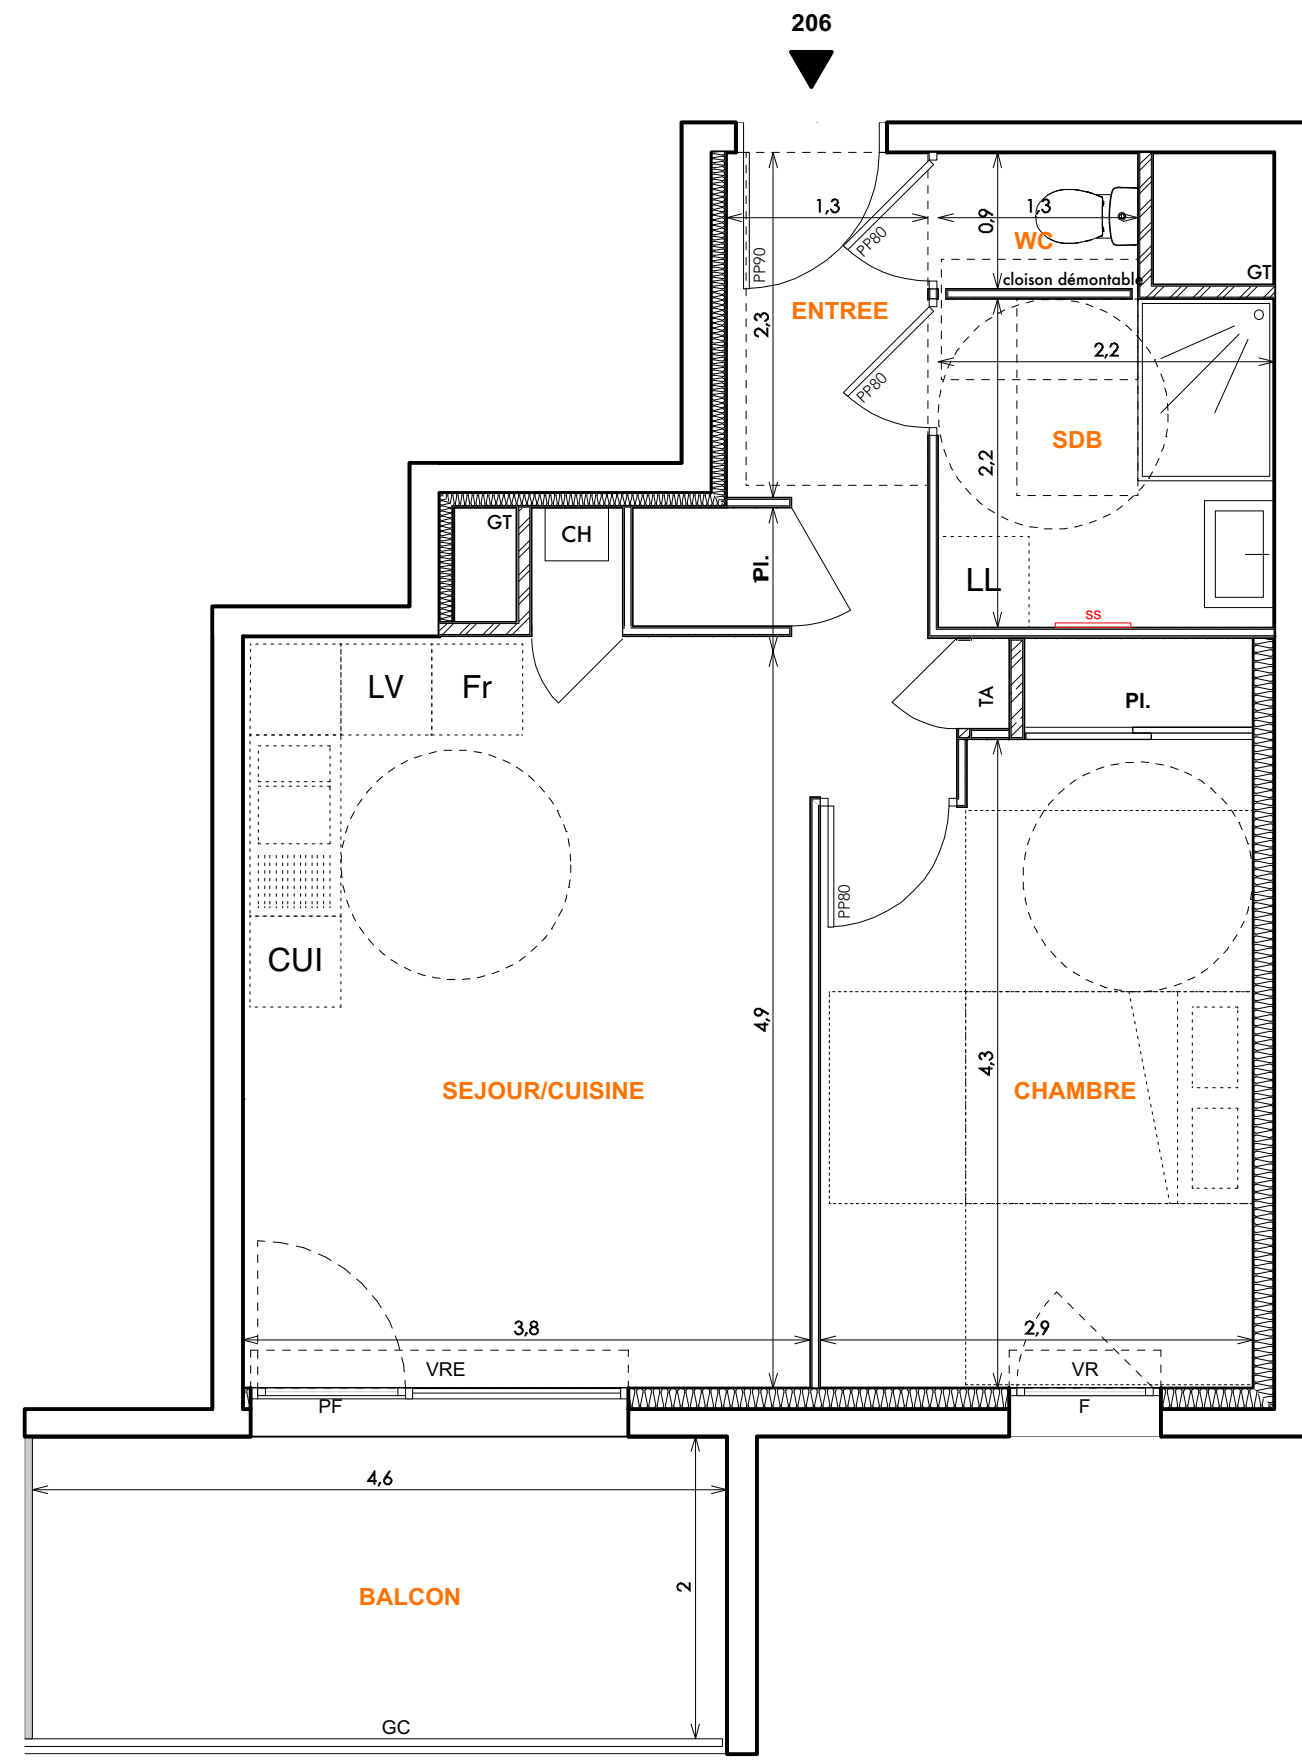 206
1,3
0,9
1,3
WC
PP90
PP80
GT
cloison démontable
ENTREE
2,3
2,2
PP80
SDB
2,2
GT
CH
Pl.
LL
ss
LV
Fr
TA
Pl.
PP80
CUI
4,9
4,3
SEJOUR/CUISINE
CHAMBRE
3,8
2,9
VRE
VR
PF
F
4,6
2
BALCON
GC